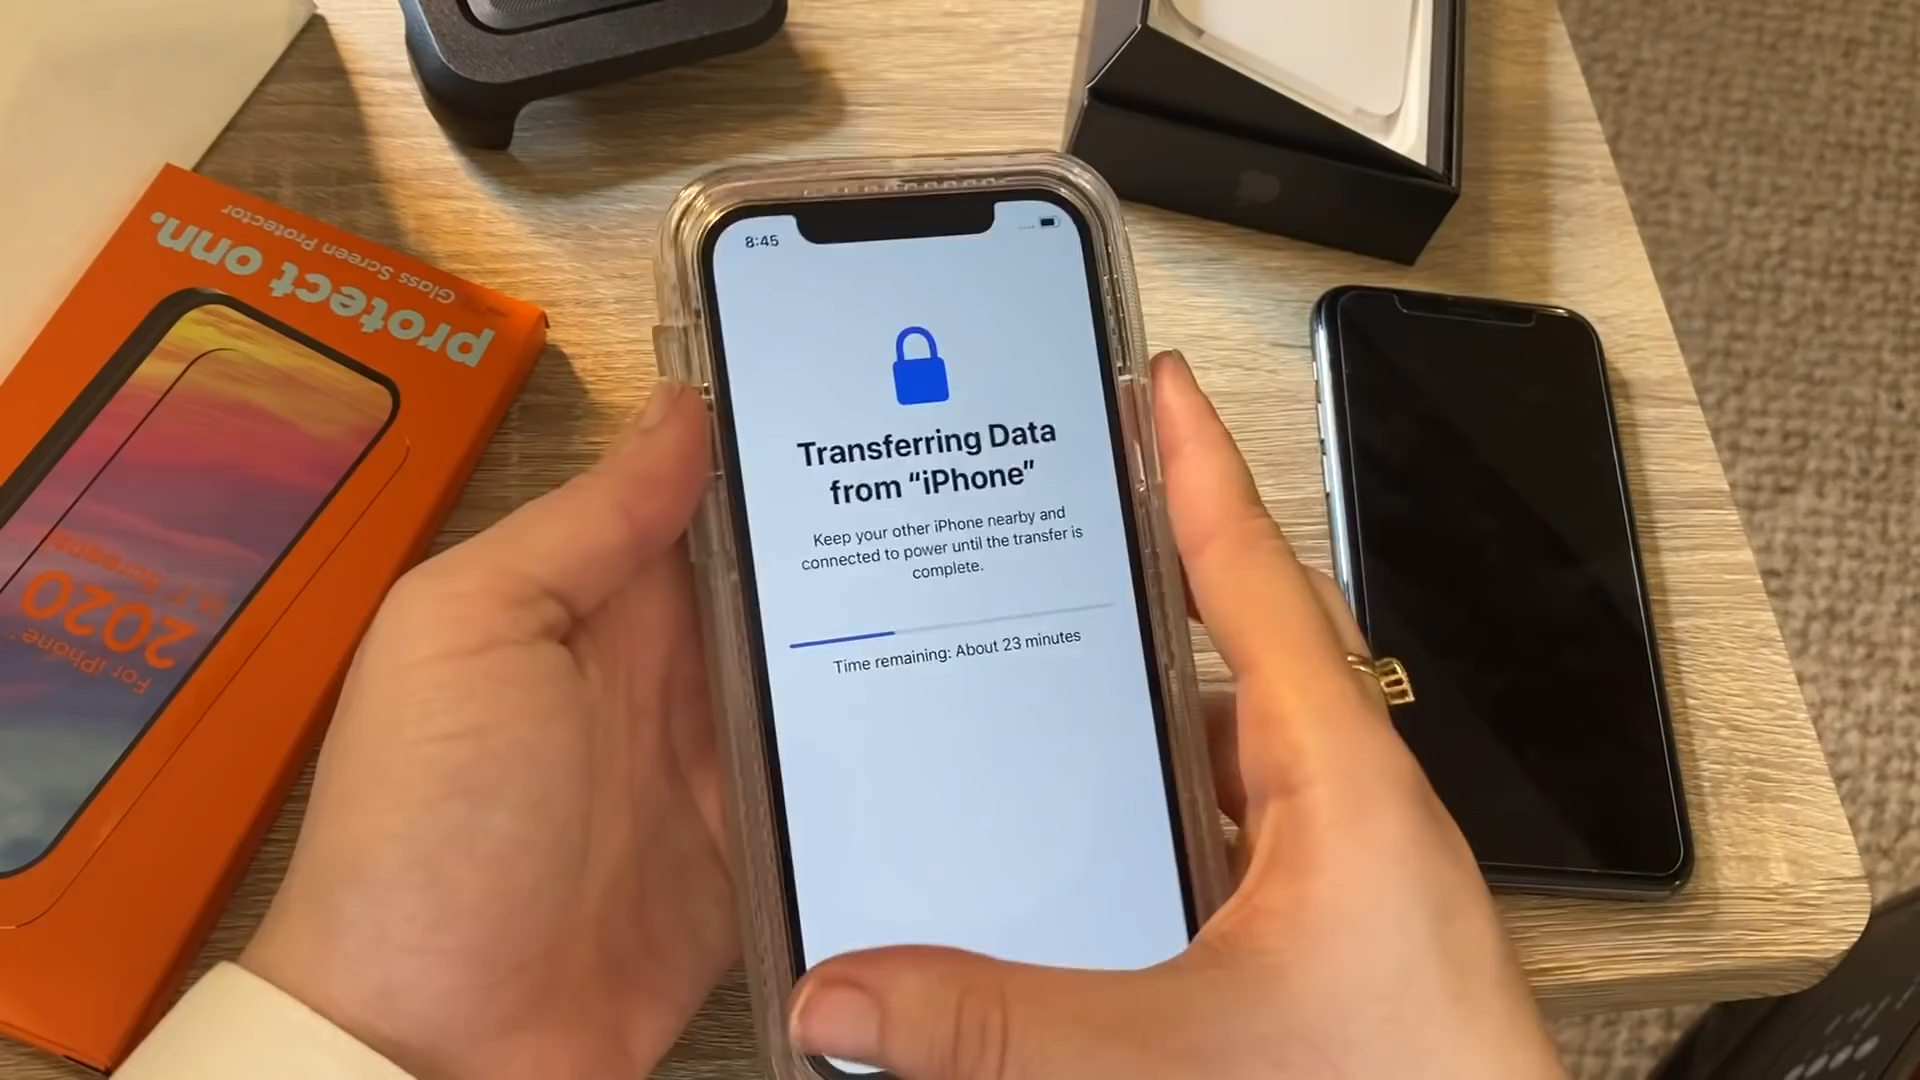 8:45
Transferring Data
from “iPhone”
Keep your other iPhone nearby and
connected to power until the transfer is
complete.
Time remaining: About 23 minutes
protect onn.
Glass Screen Protector
For iPhone
2020